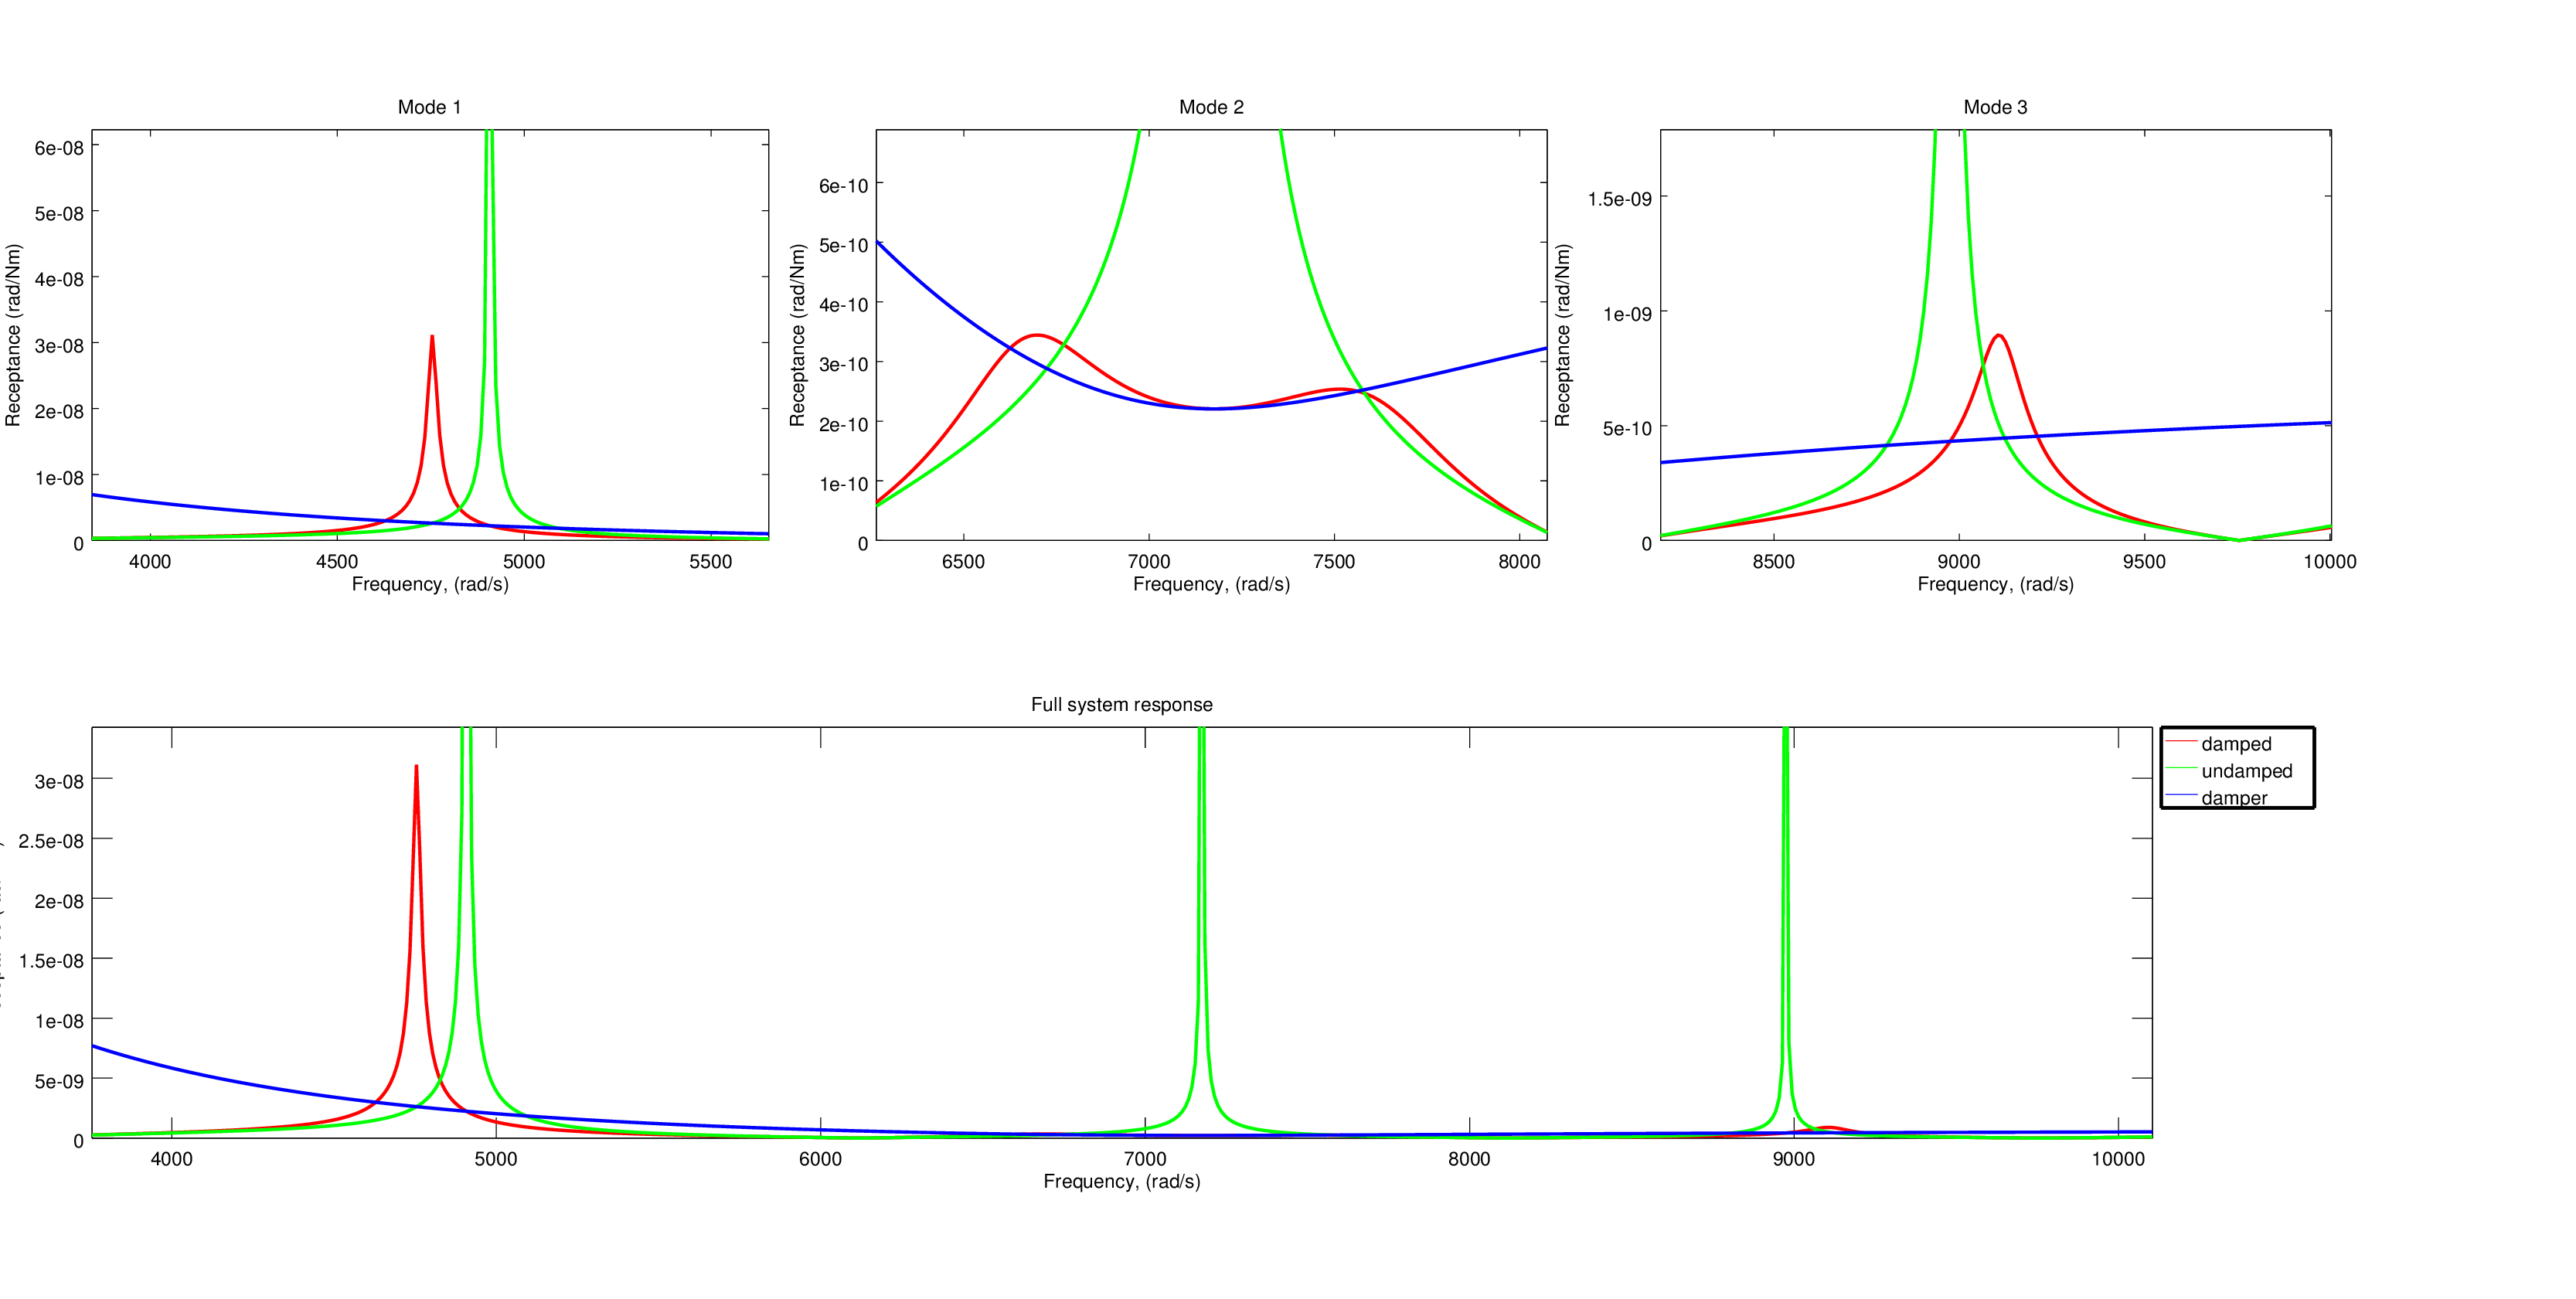 Mode 1
6e-08
5e-08
4e-08
3e-08
2e-08
1e-08
0
4000 4500 5000 5500
Frequency, (rad/s)
Receptance (rad/Nm)
Mode 2
6e-10
5e-10
4e-10
3e-10
2e-10
1e-10
0
6500 7000 7500 8000
Frequency, (rad/s)
Receptance (rad/Nm)
Mode 3
1.5e-09
1e-09
5e-10
0
8500 9000 9500 10000
Frequency, (rad/s)
Receptance (rad/Nm)
Full system response
3e-08
2.5e-08
2e-08
1.5e-08
1e-08
5e-09
0
4000 5000 6000 7000 8000 9000 10000
Frequency, (rad/s)
damped
undamped
damper